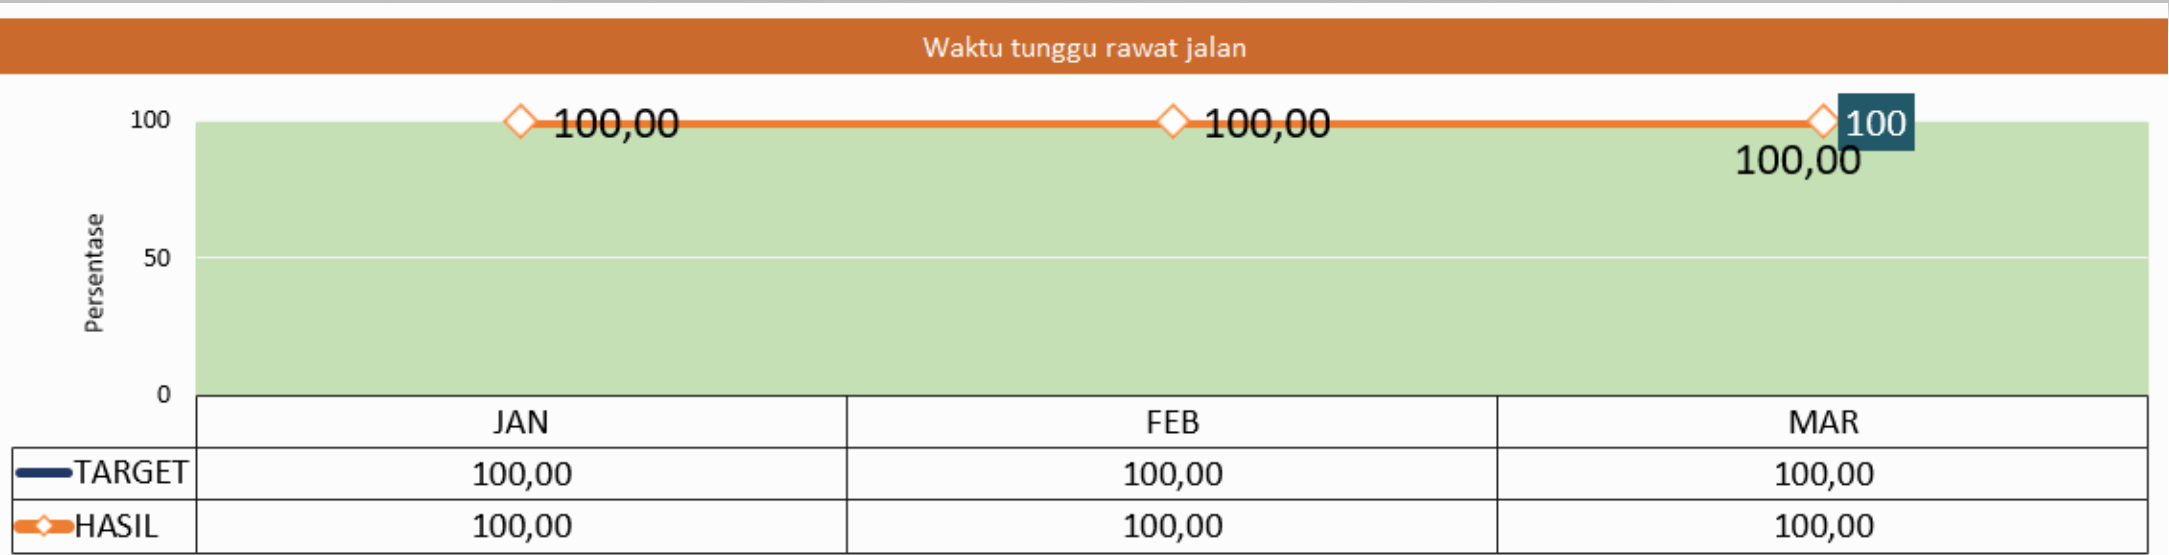 Waktu tunggu rawat jalan
100
100,00
100,00
100
100,00
Persentase
50
0
JAN FEB MAR
TARGET 100,00 100,00 100,00
HASIL 100,00 100,00 100,00